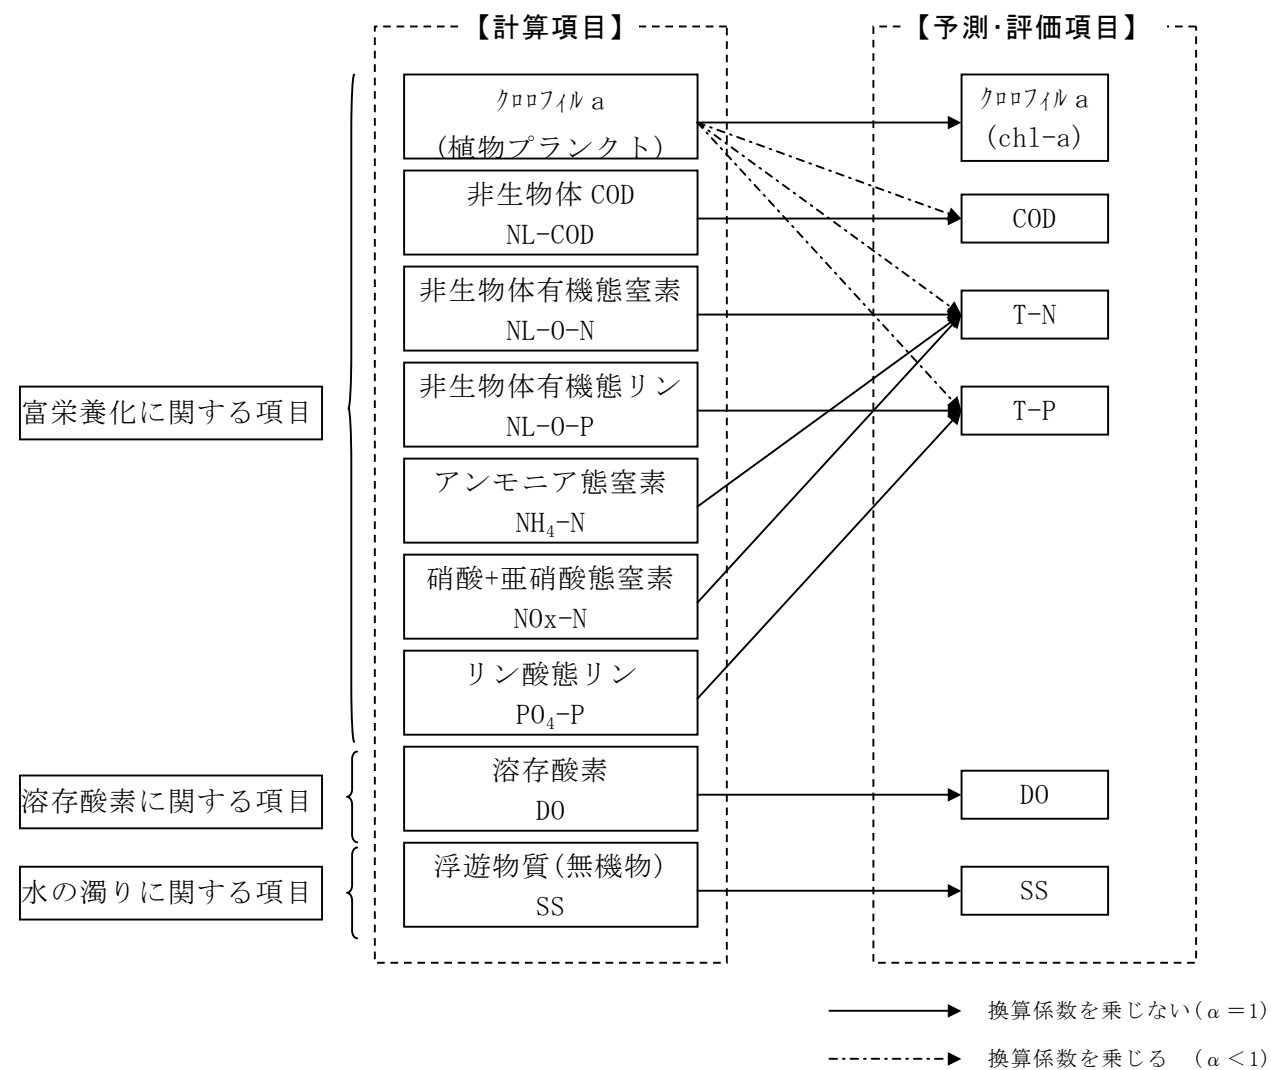 【計算項目】
【予測・評価項目】
クロロフィル a
(植物プランクト)
非生物体 COD
NL-COD
非生物体有機態窒素
NL-O-N
非生物体有機態リン
NL-O-P
アンモニア態窒素
NH₄-N
硝酸+亜硝酸態窒素
NOx-N
リン酸態リン
PO₄-P
溶存酸素
DO
浮遊物質(無機物)
SS
クロロフィル a
(chl-a)
COD
T-N
T-P
DO
SS
富栄養化に関する項目
溶存酸素に関する項目
水の濁りに関する項目
換算係数を乗じない(α=1)
換算係数を乗じる (α<1)